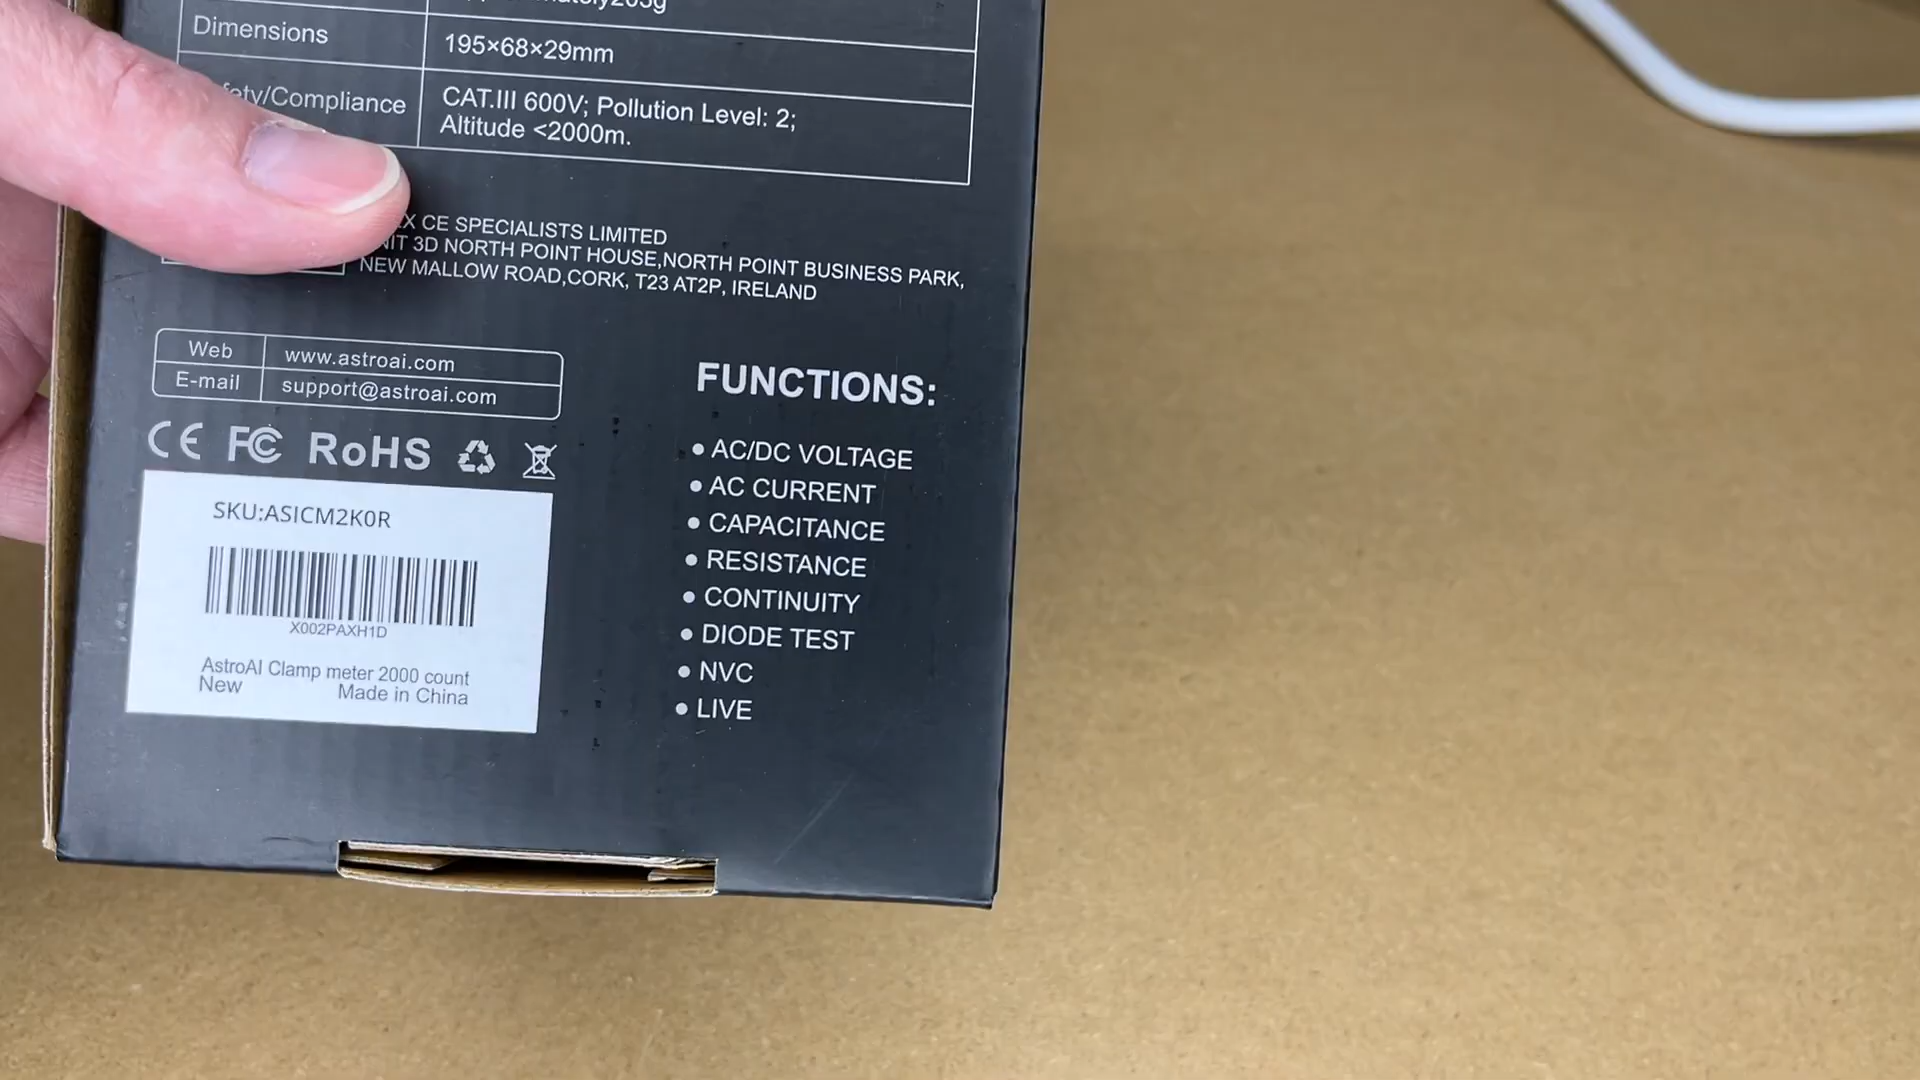 Dimensions
195×68×29mm
/Compliance
CAT.III 600V; Pollution Level: 2;
Altitude <2000m.
CE SPECIALISTS LIMITED
3D NORTH POINT HOUSE,NORTH POINT BUSINESS PARK,
NEW MALLOW ROAD,CORK, T23 AT2P, IRELAND
Web www.astroai.com
E-mail support@astroai.com
CE FC RoHS
SKU:ASICM2K0R
X002PAXH1D
AstroAI Clamp meter 2000 count
New Made in China
FUNCTIONS:
• AC/DC VOLTAGE
• AC CURRENT
• CAPACITANCE
• RESISTANCE
• CONTINUITY
• DIODE TEST
• NVC
• LIVE